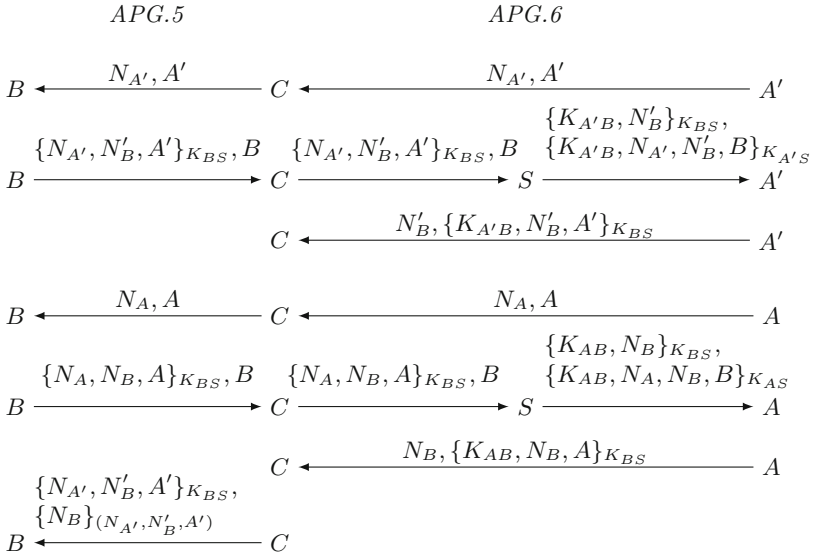 APG.5 APG.6
B N_{A'}, A' C N_{A'}, A' A'
{K_{A'B}, N'_B}_{K_{BS}},
{N_{A'}, N'_B, A'}_{K_{BS}}, B {N_{A'}, N'_B, A'}_{K_{BS}}, B {K_{A'B}, N_{A'}, N'_B, B}_{K_{A'S}}
B C S A'
C N'_B, {K_{A'B}, N'_B, A'}_{K_{BS}} A'
B N_A, A C N_A, A A
{K_{AB}, N_B}_{K_{BS}},
{N_A, N_B, A}_{K_{BS}}, B {N_A, N_B, A}_{K_{BS}}, B {K_{AB}, N_A, N_B, B}_{K_{AS}}
B C S A
C N_B, {K_{AB}, N_B, A}_{K_{BS}} A
{N_{A'}, N'_B, A'}_{K_{BS}},
{N_B}_{(N_{A'}, N'_B, A')}
B C